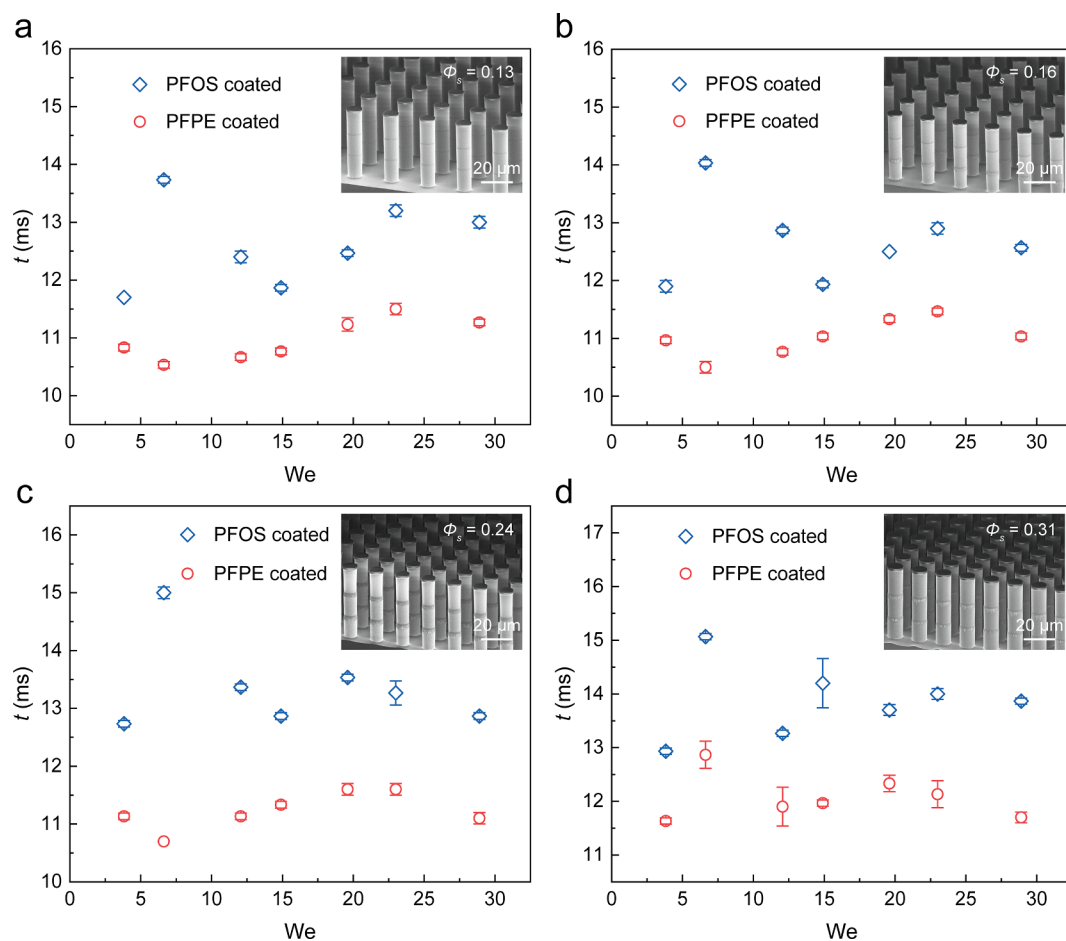 a
16
15
14
13
12
11
10
t (ms)
PFOS coated
PFPE coated
Φs = 0.13
20 μm
0 5 10 15 20 25 30
We
b
16
15
14
13
12
11
10
t (ms)
PFOS coated
PFPE coated
Φs = 0.16
20 μm
0 5 10 15 20 25 30
We
c
16
15
14
13
12
11
10
t (ms)
PFOS coated
PFPE coated
Φs = 0.24
20 μm
0 5 10 15 20 25 30
We
d
17
16
15
14
13
12
11
t (ms)
PFOS coated
PFPE coated
Φs = 0.31
20 μm
0 5 10 15 20 25 30
We